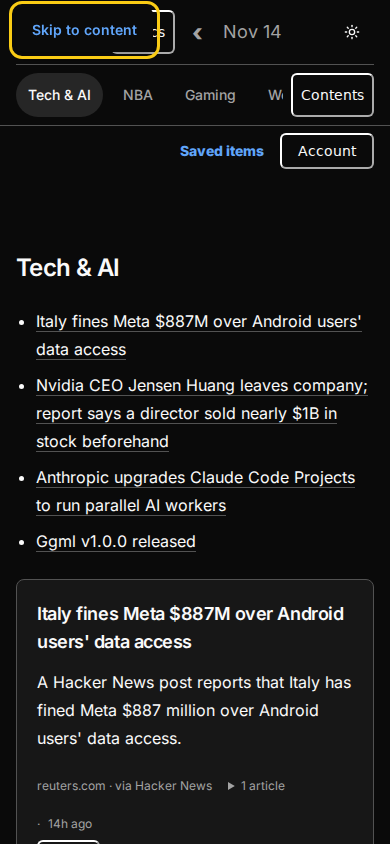 Skip to content
‹ Nov 14
Tech & AI NBA Gaming Contents
Saved items Account
Tech & AI
• Italy fines Meta $887M over Android users'
data access
• Nvidia CEO Jensen Huang leaves company;
report says a director sold nearly $1B in
stock beforehand
• Anthropic upgrades Claude Code Projects
to run parallel AI workers
• Ggml v1.0.0 released
Italy fines Meta $887M over Android
users' data access
A Hacker News post reports that Italy has
fined Meta $887 million over Android
users' data access.
reuters.com · via Hacker News ▶ 1 article
· 14h ago